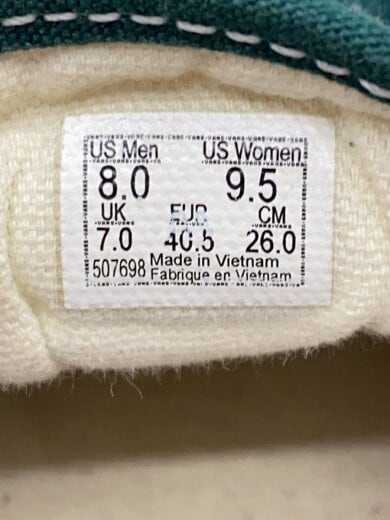 US Men US Women
8.0 9.5
UK EUR CM
7.0 40.5 26.0
507698 Made in Vietnam
Fabrique en Vietnam